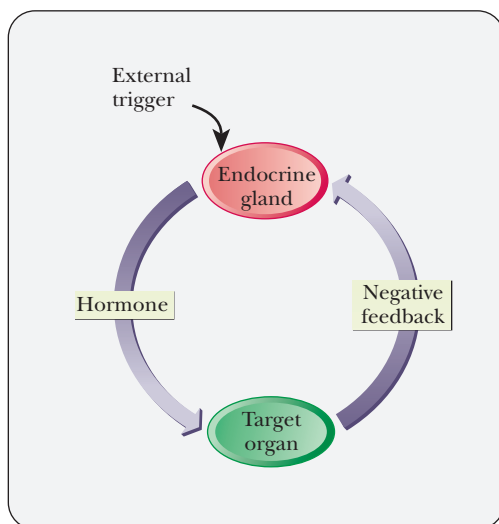 External
trigger
Endocrine
gland
Hormone
Negative
feedback
Target
organ